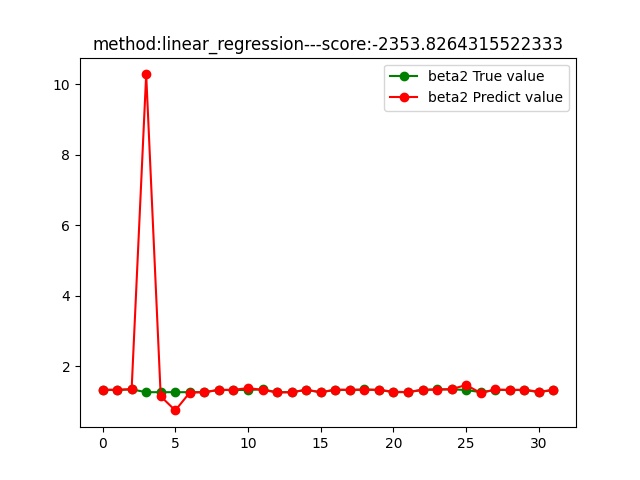 method:linear_regression---score:-2353.8264315522333
beta2 True value
beta2 Predict value
10
8
6
4
2
0 5 10 15 20 25 30